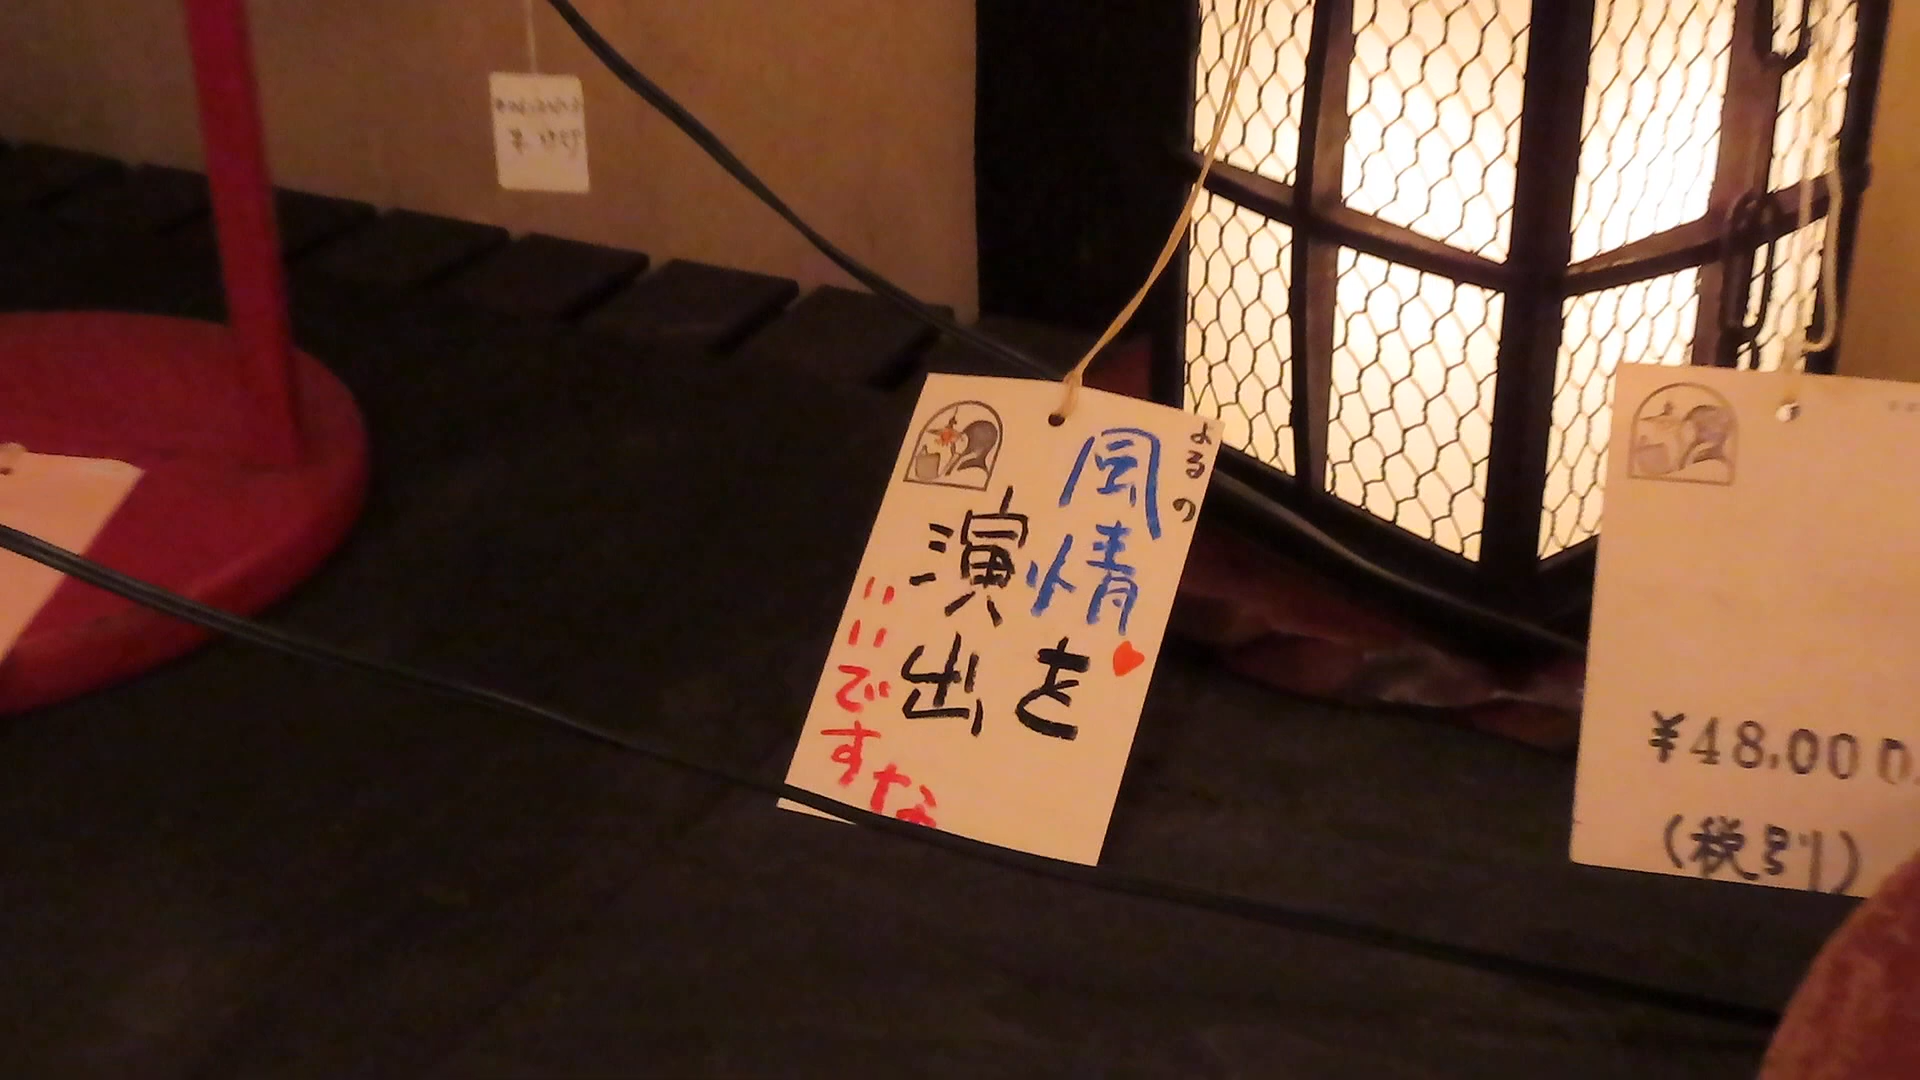 よるの
風情
を
演出
いいですな
¥48,000
(税別)